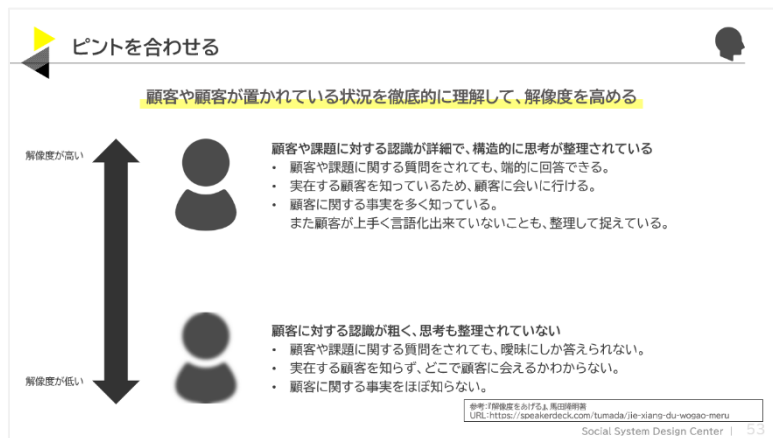 ピントを合わせる
顧客や顧客が置かれている状況を徹底的に理解して、解像度を高める
解像度が高い
顧客や課題に対する認識が詳細で、構造的に思考が整理されている
• 顧客や課題に関する質問をされても、端的に回答できる。
• 実在する顧客を知っているため、顧客に会いに行ける。
• 顧客に関する事実を多く知っている。
また顧客が上手く言語化出来ていないことも、整理して捉えている。
顧客に対する認識が粗く、思考も整理されていない
• 顧客や課題に関する質問をされても、曖昧にしか答えられない。
• 実在する顧客を知らず、どこで顧客に会えるかわからない。
• 顧客に関する事実をほぼ知らない。
解像度が低い
参考:『解像度をあげる』, 馬田隆明著
URL:https://speakerdeck.com/tumada/jie-xiang-du-wogao-meru
Social System Design Center | 53